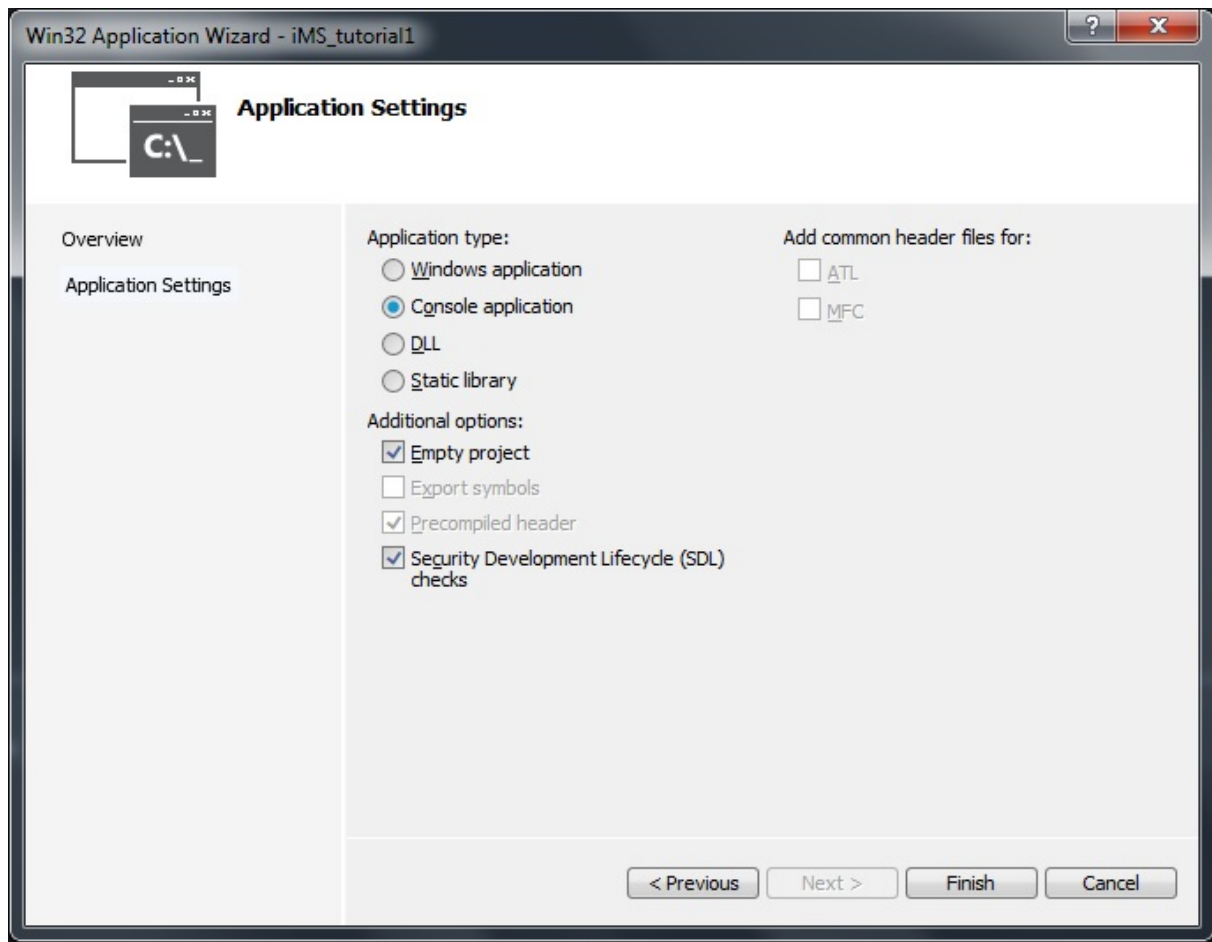 Win32 Application Wizard - iMS_tutorial1
?
C:\_
Application Settings
Overview
Application Settings
Application type:
Windows application
Console application
DLL
Static library
Additional options:
Empty project
Export symbols
Precompiled header
Security Development Lifecycle (SDL)
checks
Add common header files for:
ATL
MFC
< Previous
Next >
Finish
Cancel